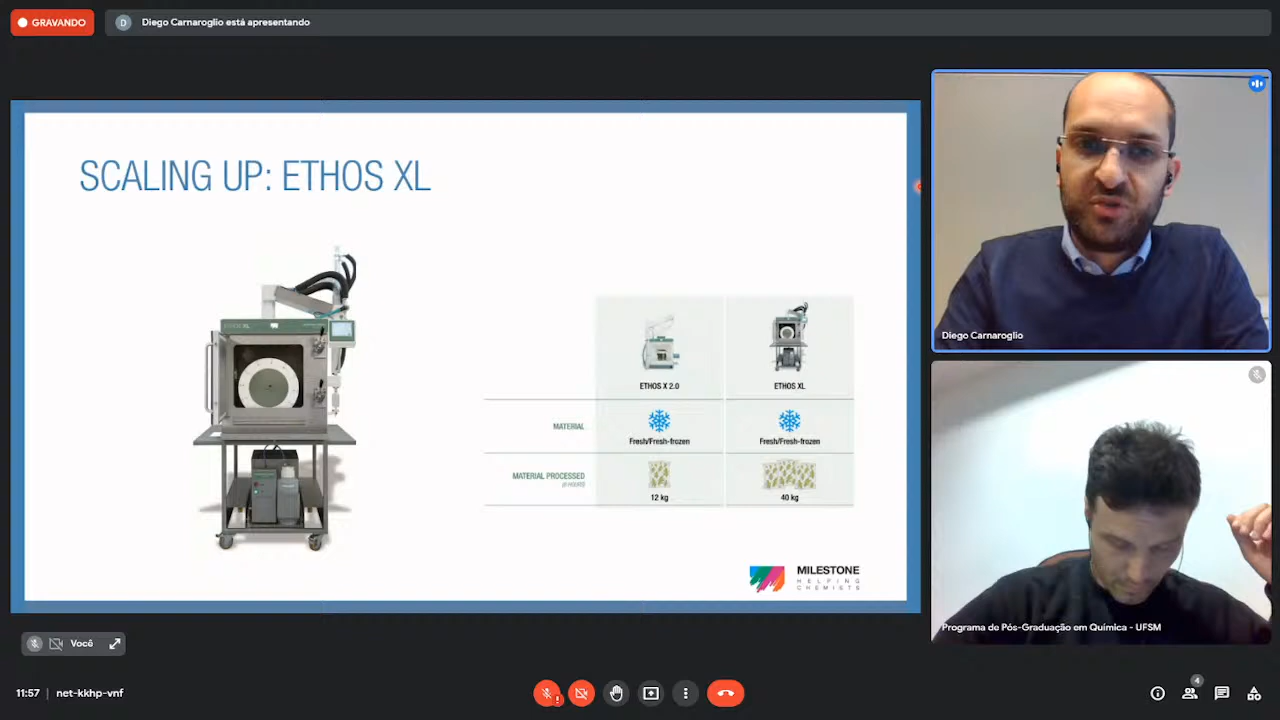 GRAVANDO
D
Diego Carnaroglio está apresentando
SCALING UP: ETHOS XL
ETHOS X 2.0
ETHOS XL
MATERIAL
Fresh/Fresh-frozen
Fresh/Fresh-frozen
MATERIAL PROCESSED
12 kg
40 kg
MILESTONE
HELPING
CHEMISTS
Diego Carnaroglio
Programa de Pós-Graduação em Química - UFSM
Você
11:57
net-kkhp-vnf
4